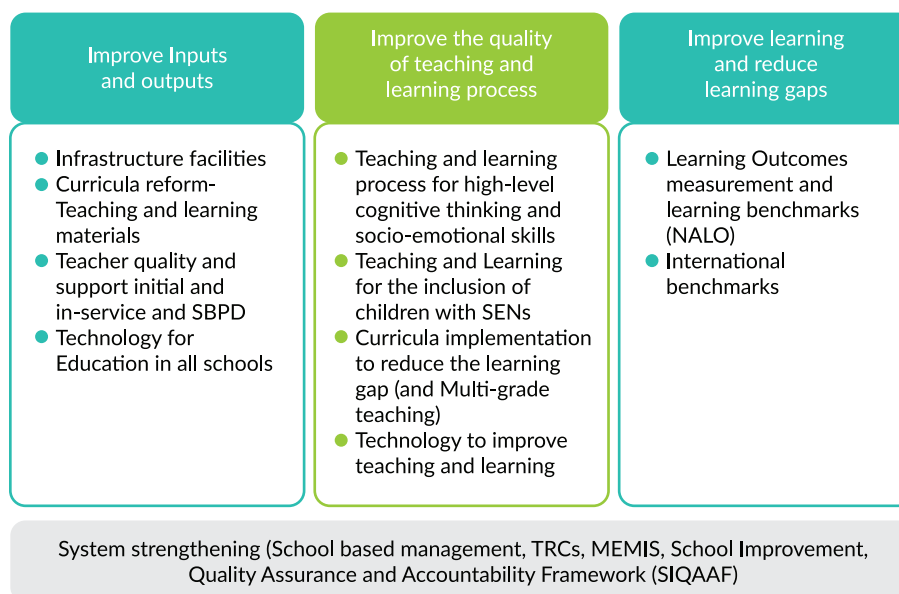 Improve Inputs
and outputs
Infrastructure facilities
Curricula reform-
Teaching and learning
materials
Teacher quality and
support initial and
in-service and SBPD
Technology for
Education in all schools
Improve the quality
of teaching and
learning process
Teaching and learning
process for high-level
cognitive thinking and
socio-emotional skills
Teaching and Learning
for the inclusion of
children with SENs
Curricula implementation
to reduce the learning
gap (and Multi-grade
teaching)
Technology to improve
teaching and learning
Improve learning
and reduce
learning gaps
Learning Outcomes
measurement and
learning benchmarks
(NALO)
International
benchmarks
System strengthening (School based management, TRCs, MEMIS, School Improvement,
Quality Assurance and Accountability Framework (SIQAAF)